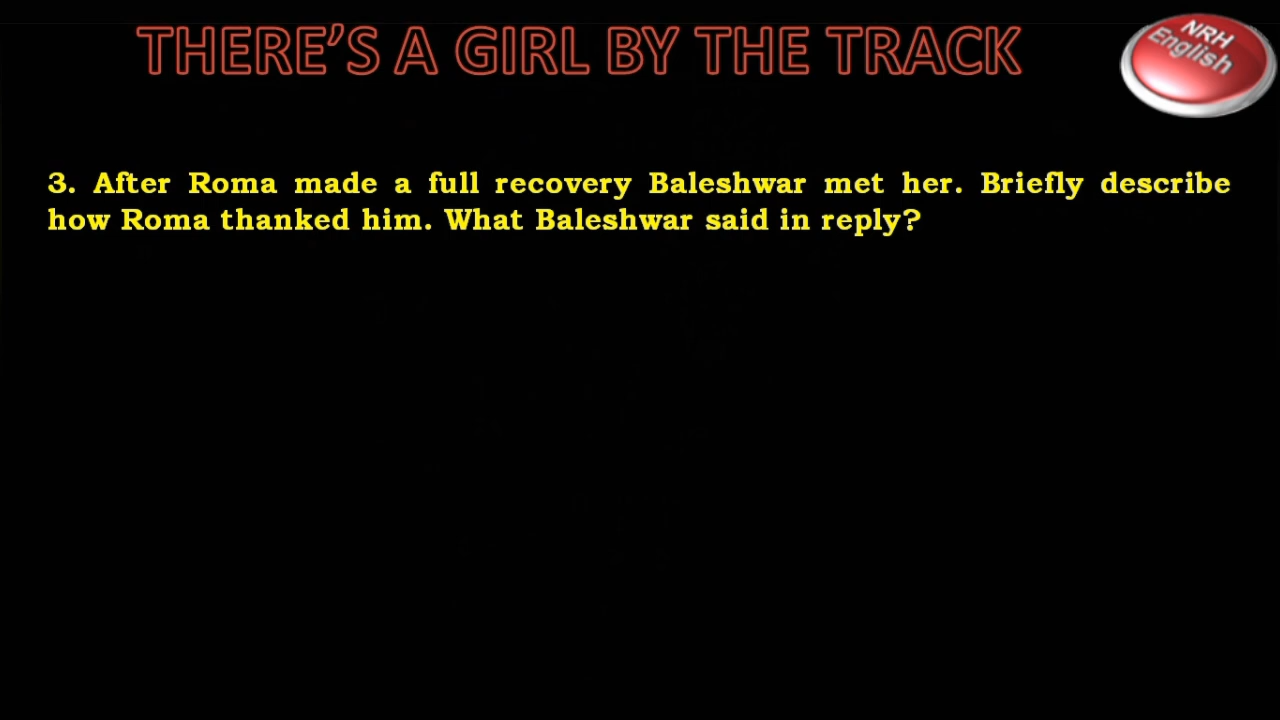 THERE’S A GIRL BY THE TRACK
NRH
English
3. After Roma made a full recovery Baleshwar met her. Briefly describe
how Roma thanked him. What Baleshwar said in reply?